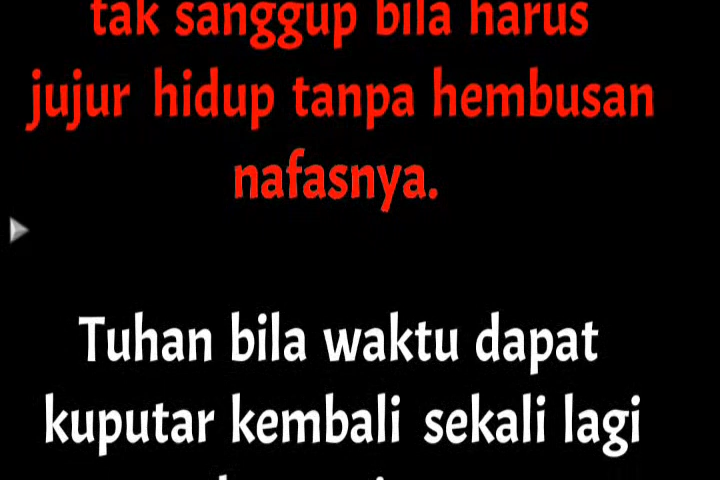 tak sanggup bila harus
jujur hidup tanpa hembusan
nafasnya.
Tuhan bila waktu dapat
kuputar kembali sekali lagi